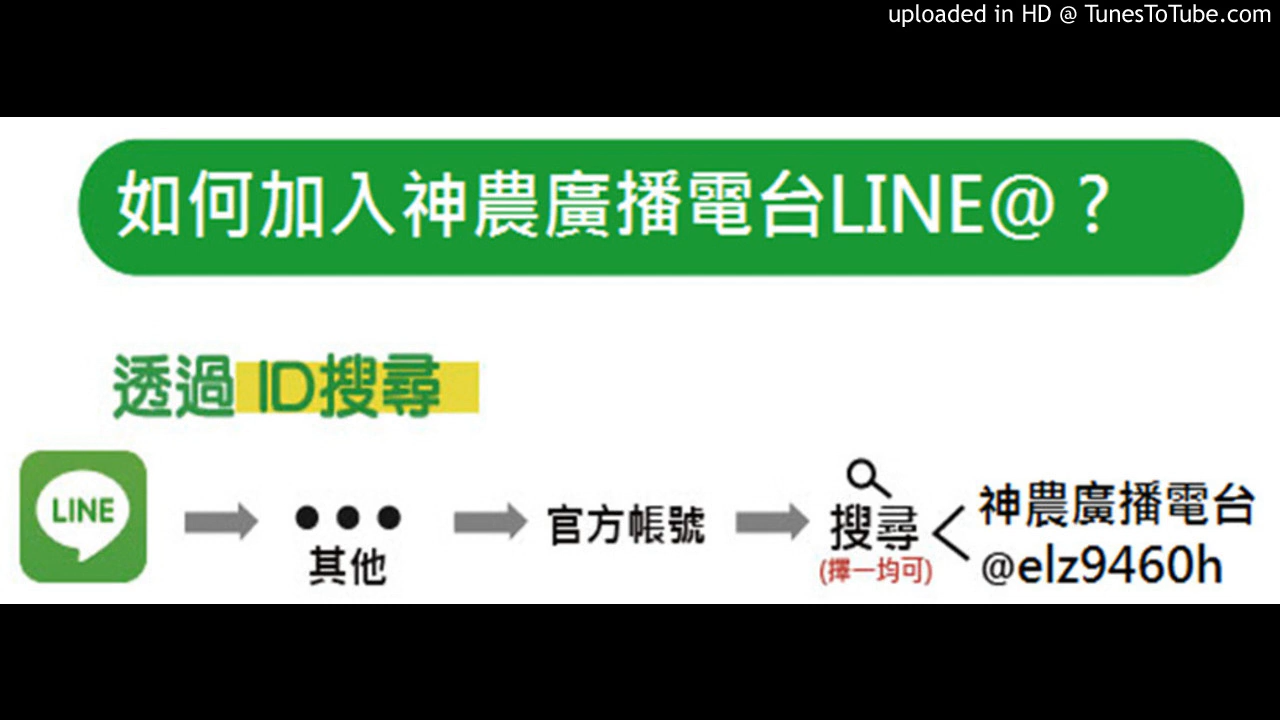 uploaded in HD @ TunesToTube.com
如何加入神農廣播電台LINE@？
透過 ID搜尋
LINE
其他
官方帳號
搜尋
(擇一均可)
神農廣播電台
@elz9460h